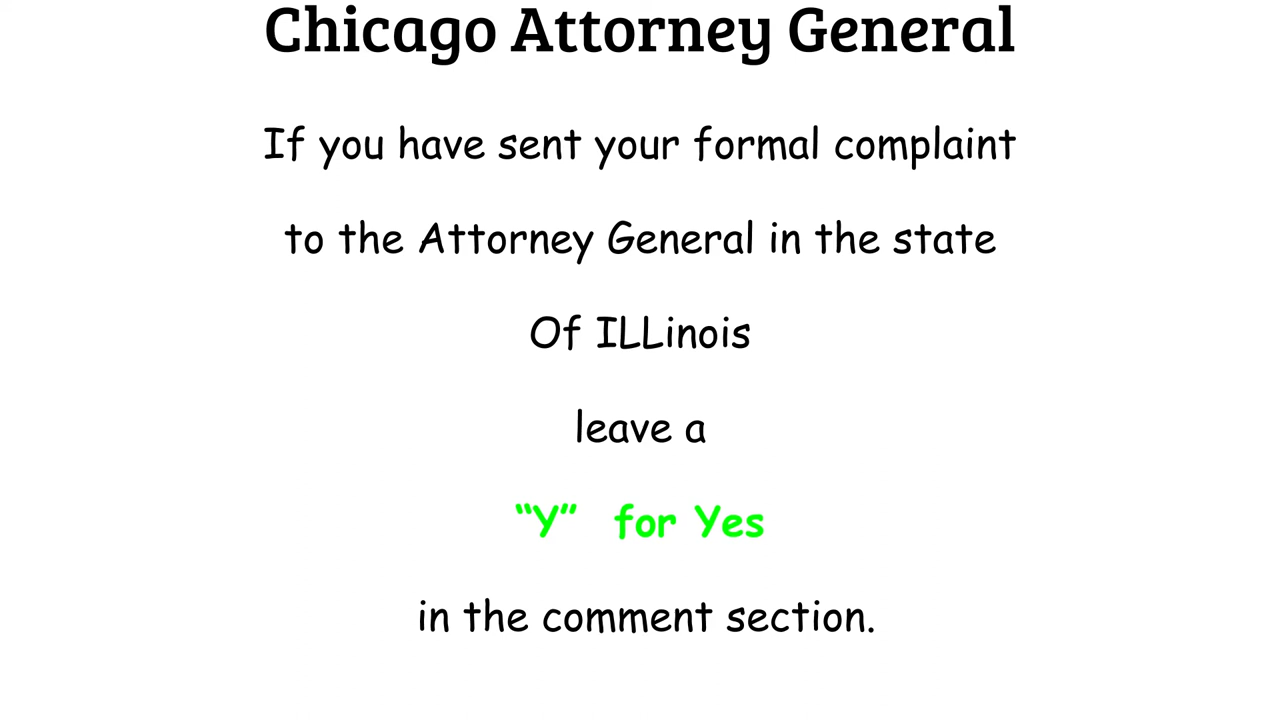 Chicago Attorney General
If you have sent your formal complaint
to the Attorney General in the state
Of ILLinois
leave a
“Y” for Yes
in the comment section.